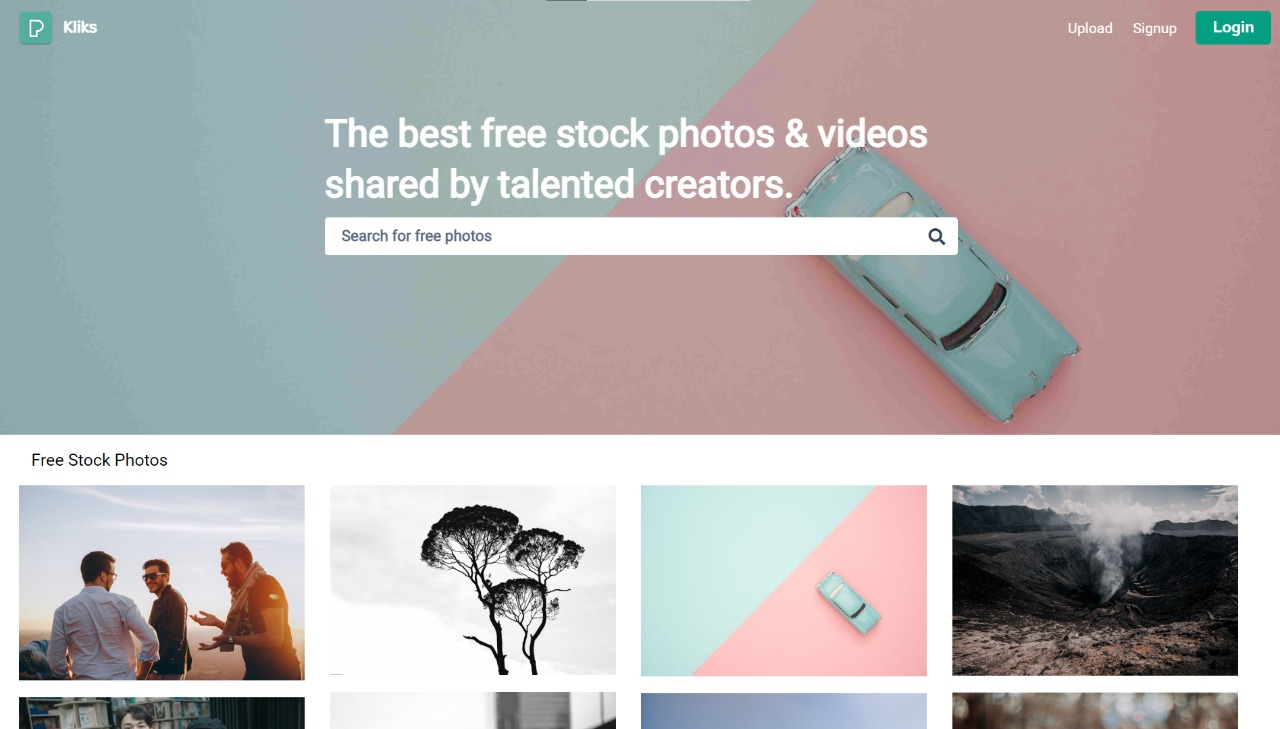 Kliks
Upload
Signup
Login
The best free stock photos & videos
shared by talented creators.
Search for free photos
Free Stock Photos